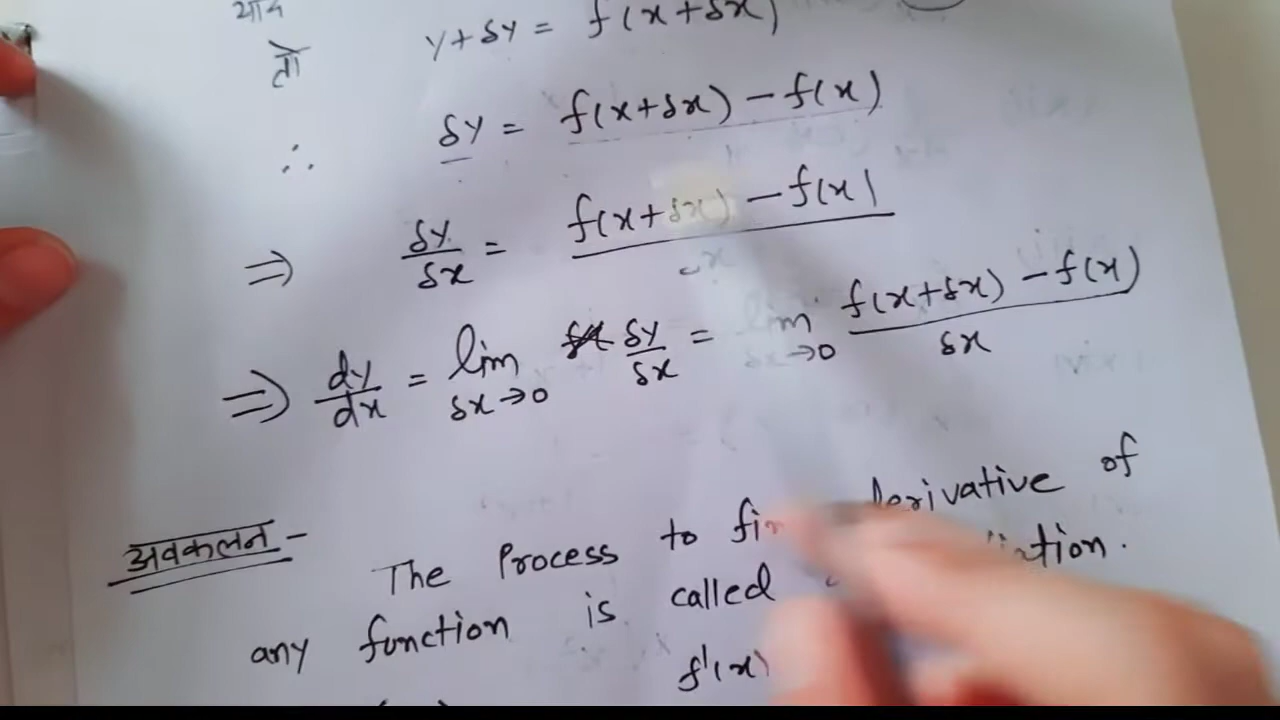 तो y+δy = f(x+δx)
∴ δy = f(x+δx) - f(x)
⇒ δy/δx = f(x+δx) - f(x) / δx
⇒ dy/dx = lim δx→0 δy/δx = lim δx→0 f(x+δx) - f(x) / δx
अवकलन - The Process to derivative of
any function is called
f'(x)